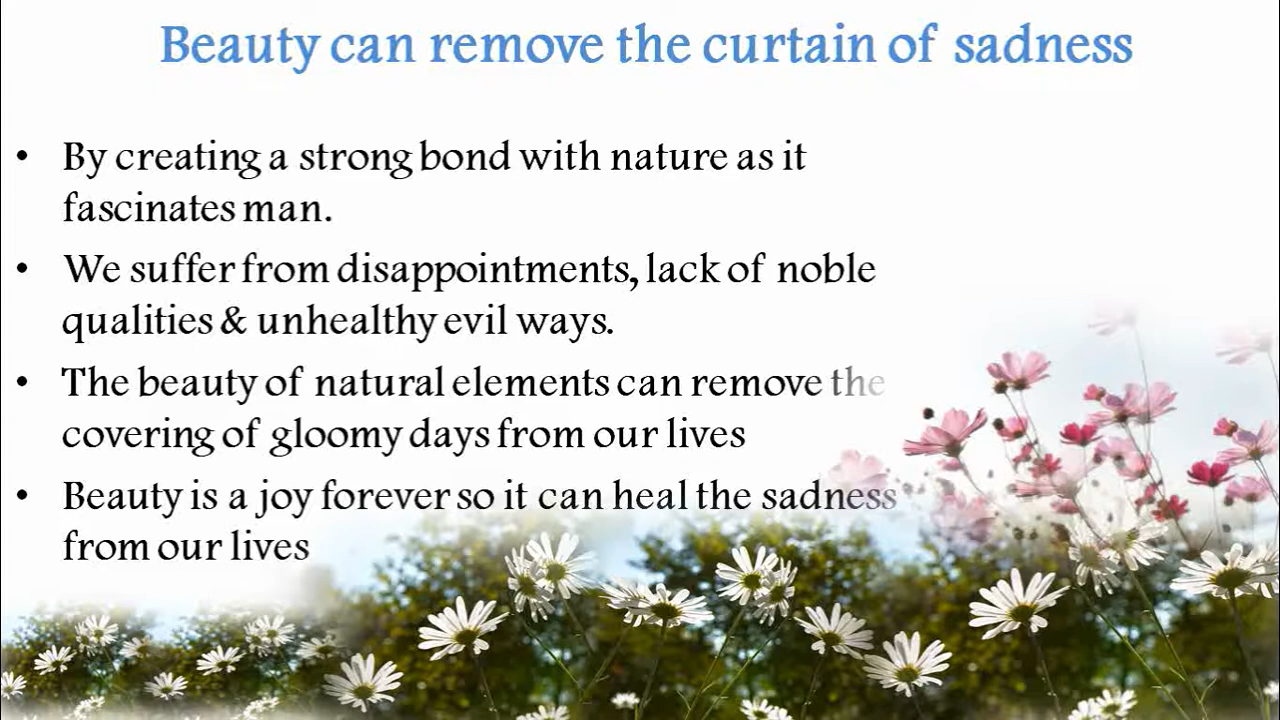 Beauty can remove the curtain of sadness
• By creating a strong bond with nature as it
fascinates man.
• We suffer from disappointments, lack of noble
qualities & unhealthy evil ways.
• The beauty of natural elements can remove the
covering of gloomy days from our lives
• Beauty is a joy forever so it can heal the sadness
from our lives